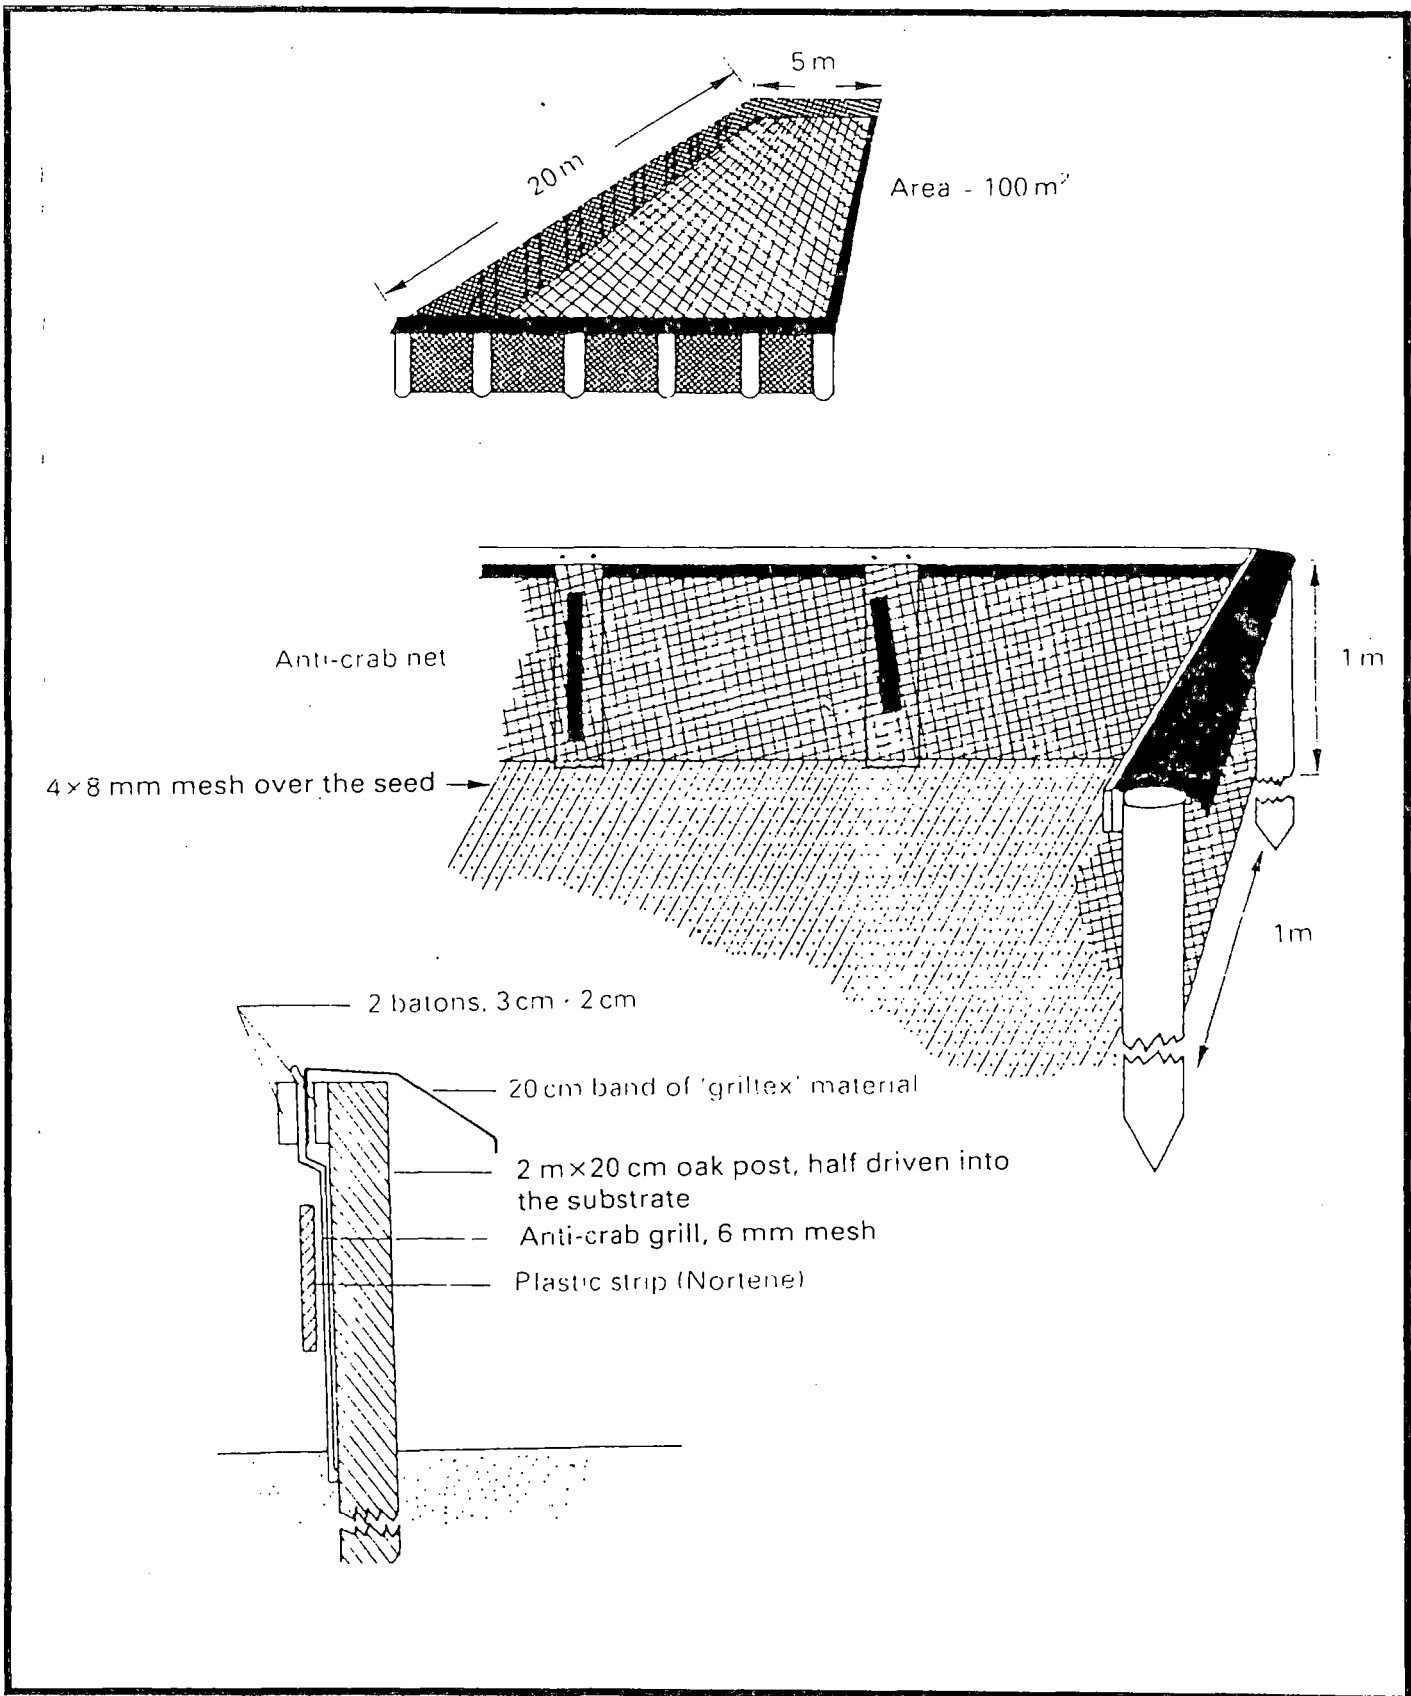 5 m
20 m
Area - 100 m²
Anti-crab net
1 m
4 × 8 mm mesh over the seed
1 m
2 batons, 3 cm · 2 cm
20 cm band of 'griltex' material
2 m × 20 cm oak post, half driven into
the substrate
Anti-crab grill, 6 mm mesh
Plastic strip (Nortene)